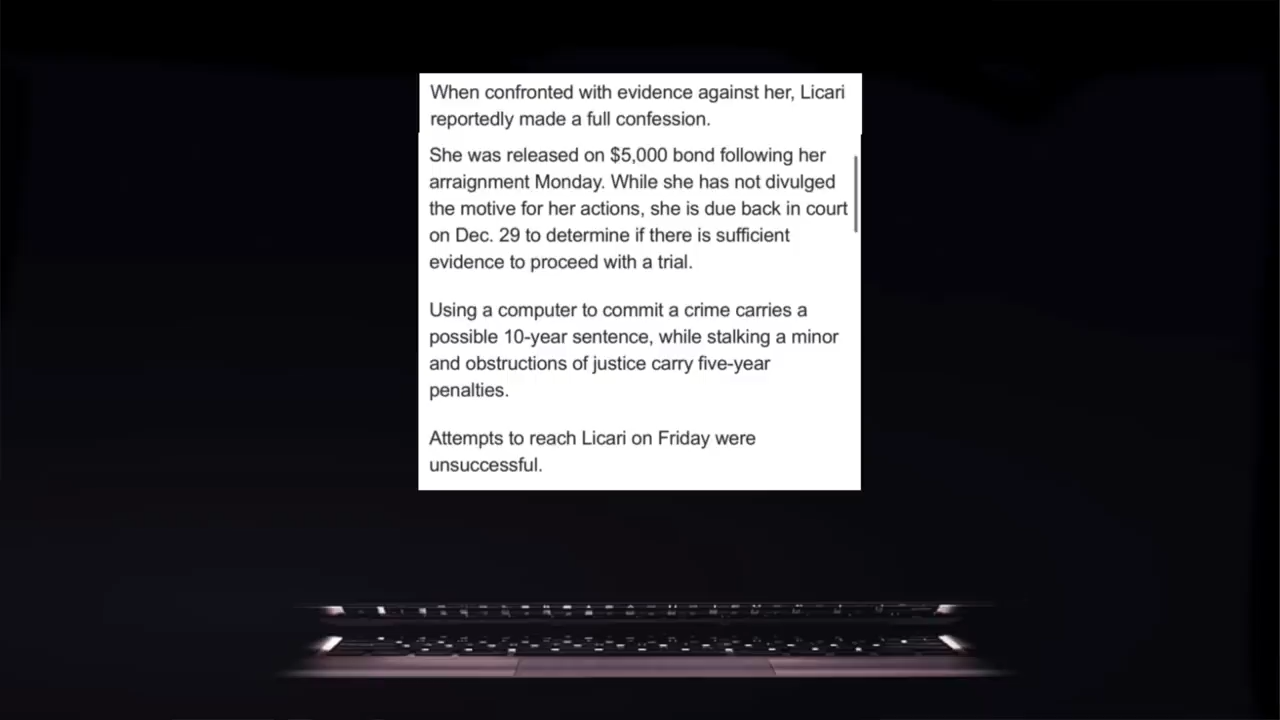 When confronted with evidence against her, Licari
reportedly made a full confession.
She was released on $5,000 bond following her
arraignment Monday. While she has not divulged
the motive for her actions, she is due back in court
on Dec. 29 to determine if there is sufficient
evidence to proceed with a trial.
Using a computer to commit a crime carries a
possible 10-year sentence, while stalking a minor
and obstructions of justice carry five-year
penalties.
Attempts to reach Licari on Friday were
unsuccessful.